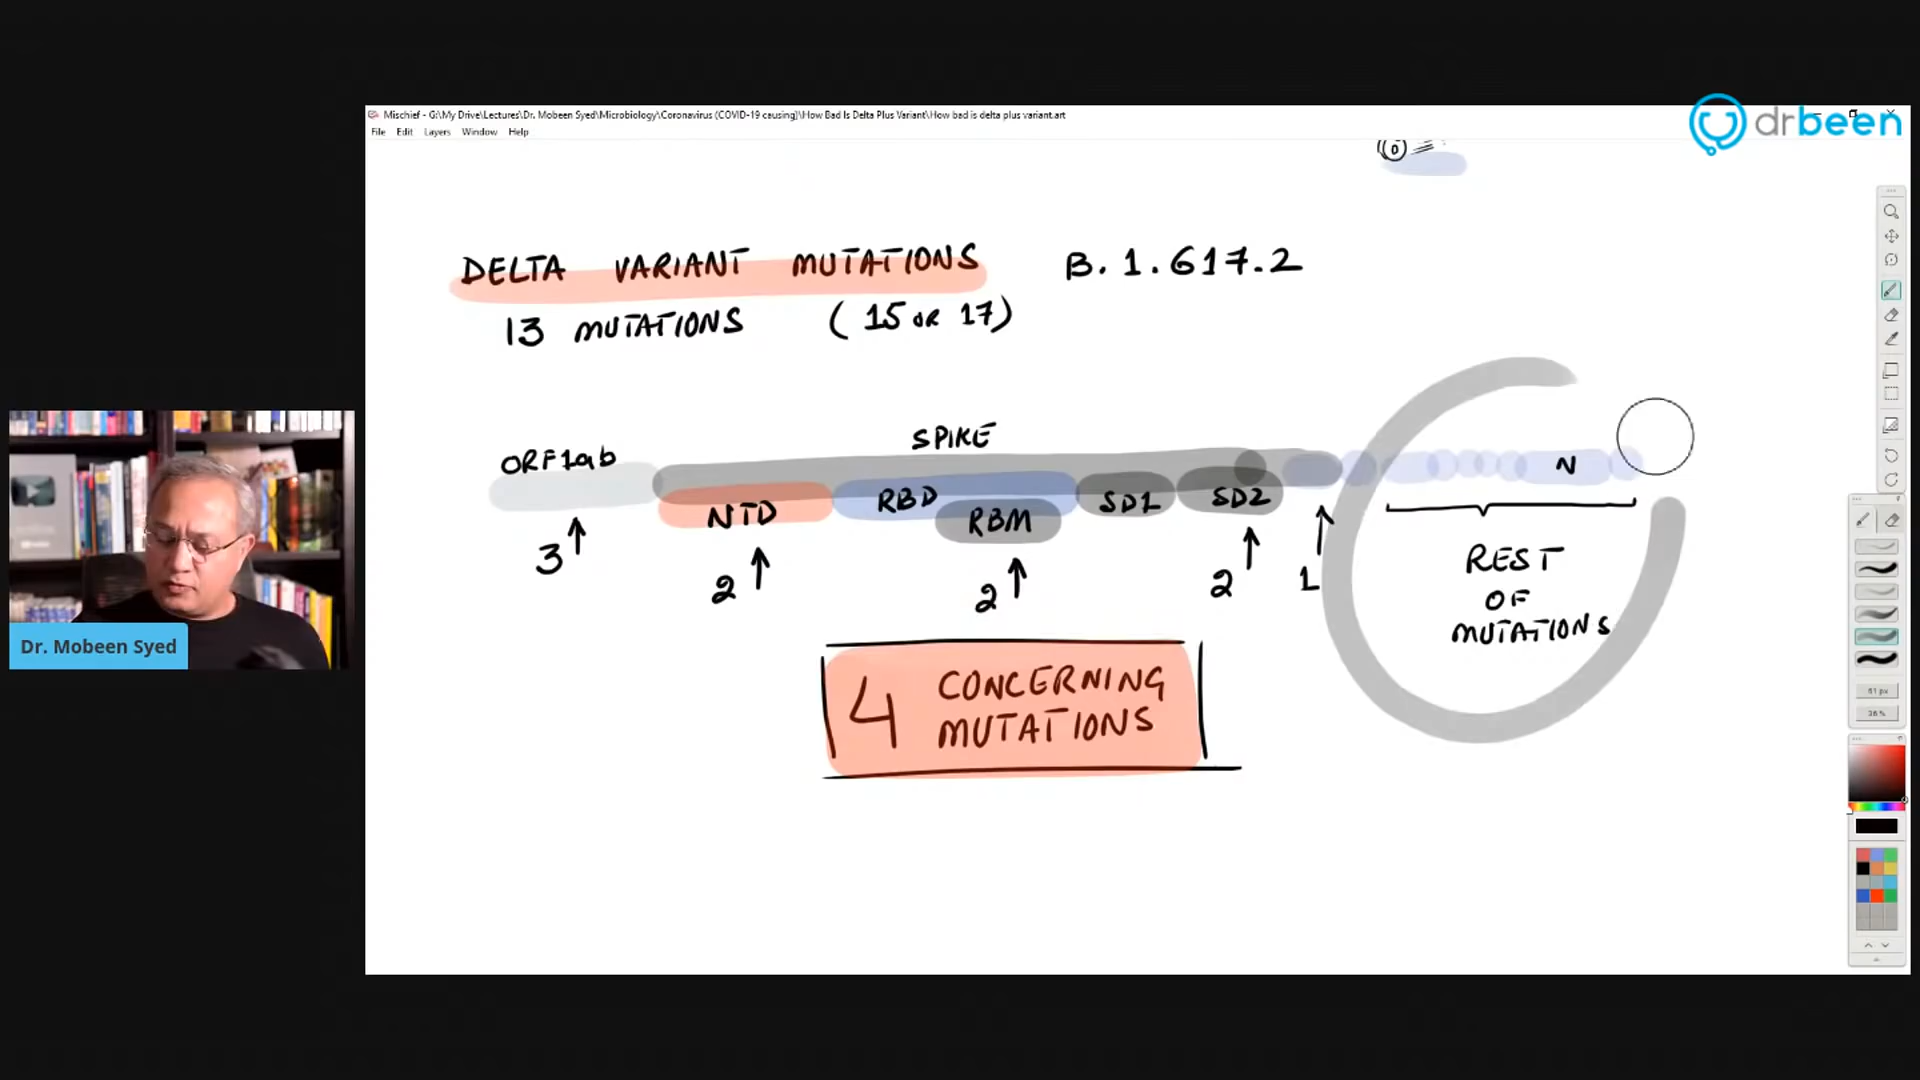 Mischief - G:\My Drive\Lectures\Dr. Mobeen Syed\Microbiology\Coronavirus (COVID-19 causing)\How Bad Is Delta Plus Variant\How bad is delta plus variant.art
File Edit Layers Window Help
drbeen
DELTA VARIANT MUTATIONS B.1.617.2
13 MUTATIONS (15 OR 17)
SPIKE
ORF1ab
N
NTD RBD SD1 SD2
RBM
3
2
2
2
1
REST
OF
MUTATIONS
4 CONCERNING
MUTATIONS
Dr. Mobeen Syed
61 px
36%